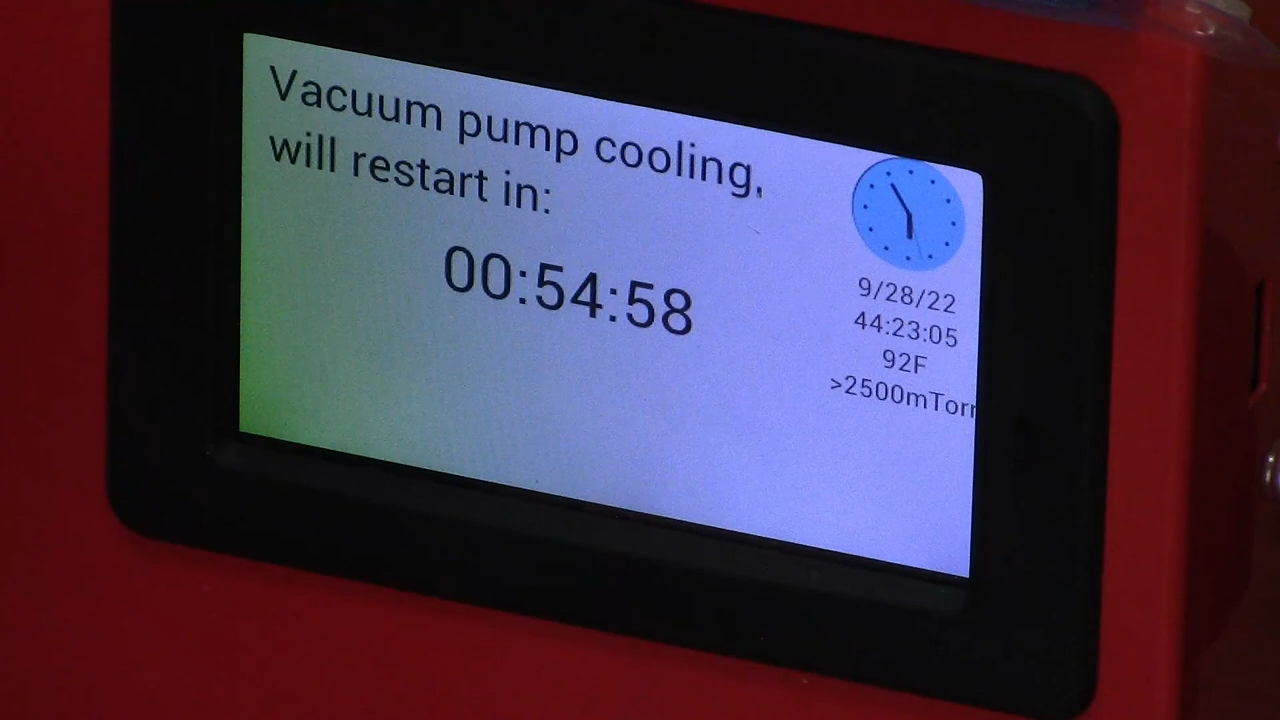 Vacuum pump cooling,
will restart in:
00:54:58
9/28/22
44:23:05
92F
>2500mTorr